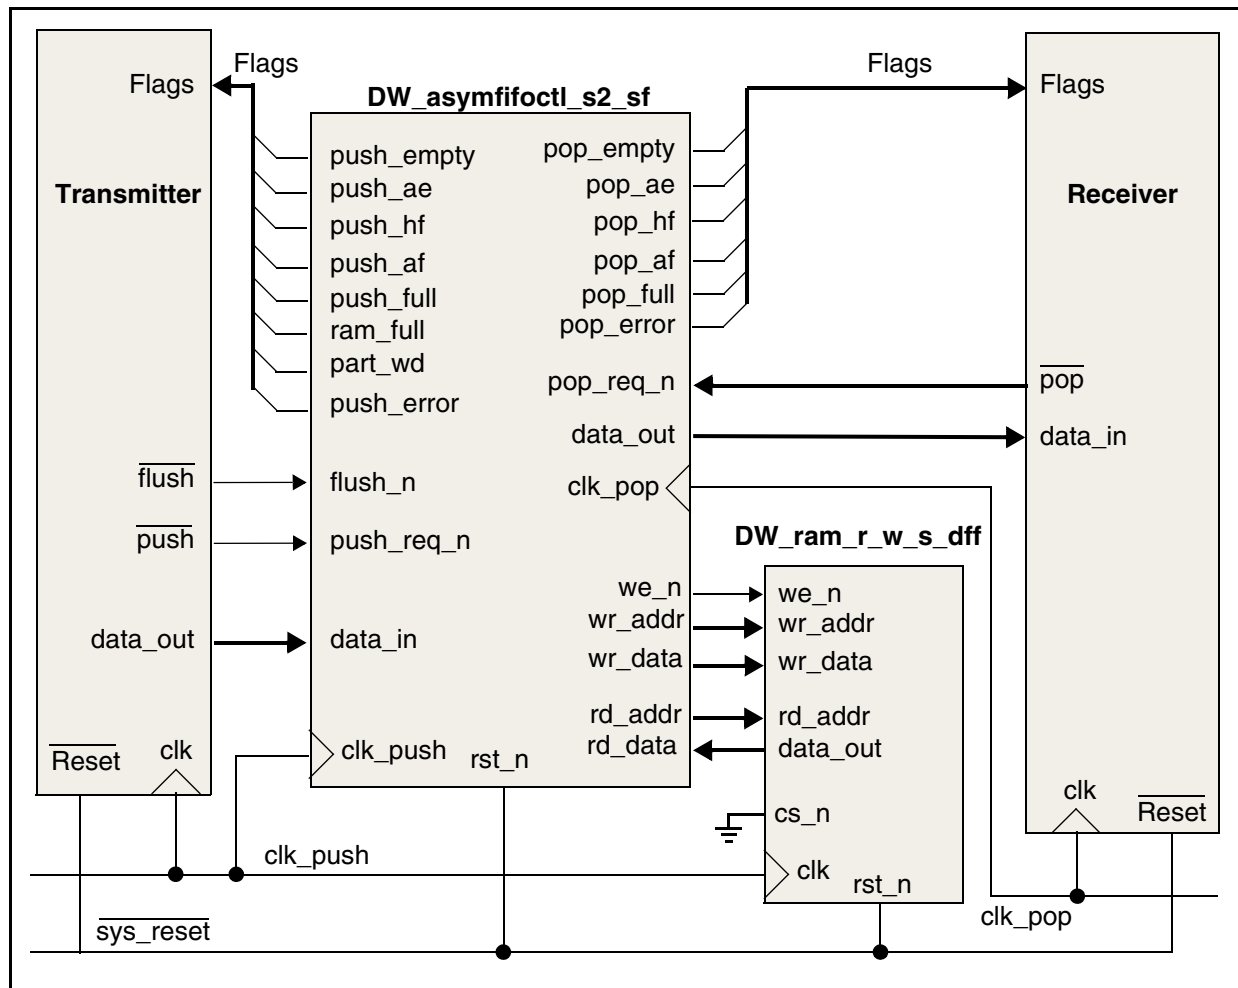 Flags
Transmitter
flush
push
data_out
Reset
clk
Flags
DW_asymfifoctl_s2_sf
push_empty
push_ae
push_hf
push_af
push_full
ram_full
part_wd
push_error
flush_n
push_req_n
data_in
clk_push
rst_n
pop_empty
pop_ae
pop_hf
pop_af
pop_full
pop_error
pop_req_n
data_out
clk_pop
we_n
wr_addr
wr_data
rd_addr
rd_data
DW_ram_r_w_s_dff
we_n
wr_addr
wr_data
rd_addr
data_out
cs_n
clk
rst_n
Flags
Flags
Receiver
pop
data_in
clk
Reset
clk_push
clk_pop
sys_reset